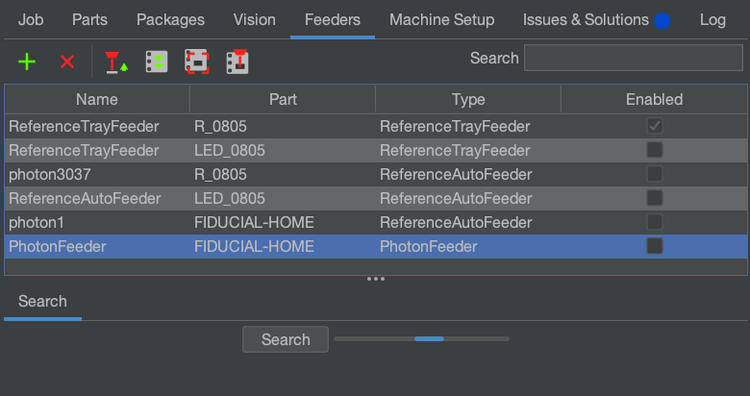 Job Parts Packages Vision Feeders Machine Setup Issues & Solutions Log
Search
Name Part Type Enabled
ReferenceTrayFeeder R_0805 ReferenceTrayFeeder
ReferenceTrayFeeder LED_0805 ReferenceTrayFeeder
photon3037 R_0805 ReferenceAutoFeeder
ReferenceAutoFeeder LED_0805 ReferenceAutoFeeder
photon1 FIDUCIAL-HOME ReferenceAutoFeeder
PhotonFeeder FIDUCIAL-HOME PhotonFeeder
Search
Search